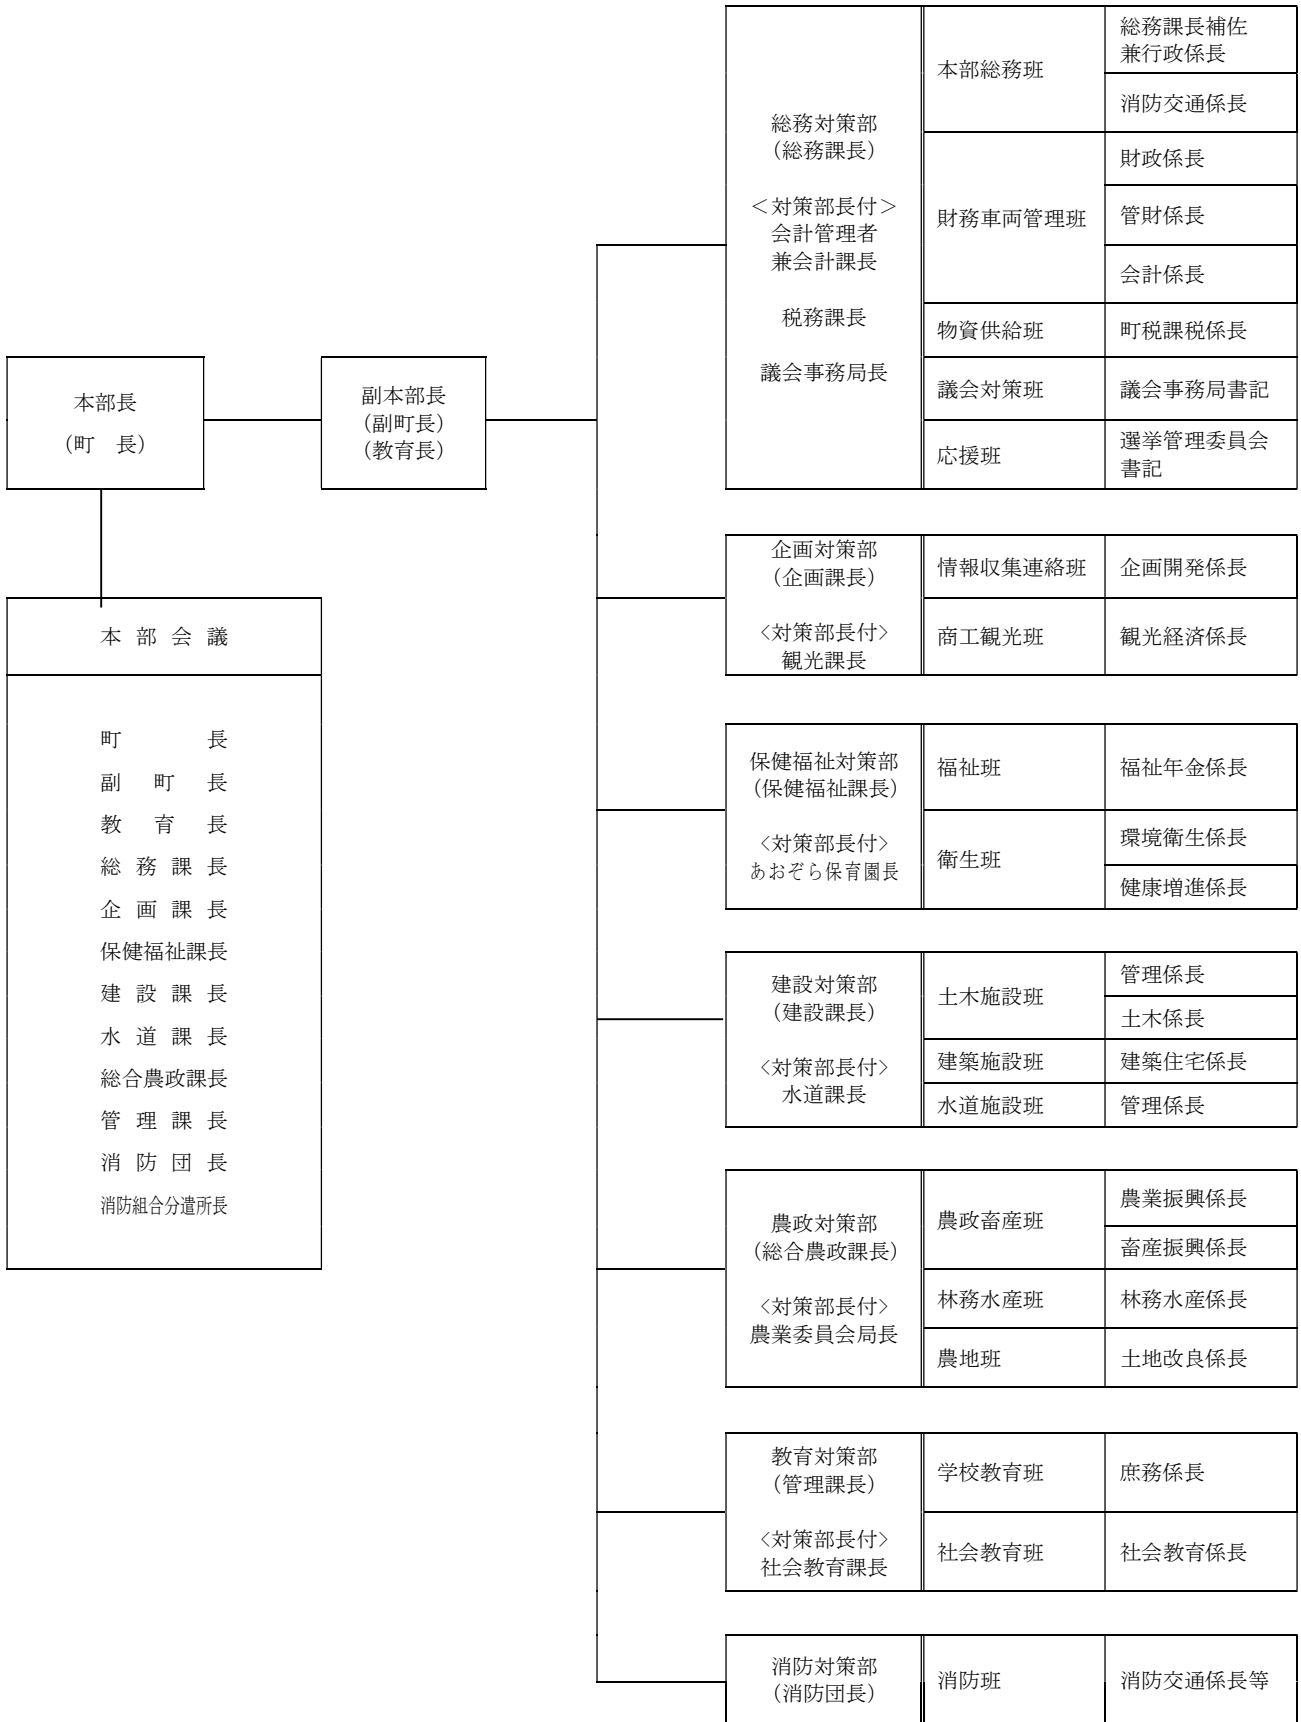 本部長
(町 長)
副本部長
(副町長)
(教育長)
本部会議
町長
副町長
教育長
総務課長
企画課長
保健福祉課長
建設課長
水道課長
総合農政課長
管理課長
消防団長
消防組合分遣所長
総務対策部
(総務課長)
<対策部長付>
会計管理者
兼会計課長
税務課長
議会事務局長
本部総務班
総務課長補佐
兼行政係長
消防交通係長
財務車両管理班
財政係長
管財係長
会計係長
物資供給班
町税課税係長
議会対策班
議会事務局書記
応援班
選挙管理委員会
書記
企画対策部
(企画課長)
〈対策部長付〉
観光課長
情報収集連絡班
企画開発係長
商工観光班
観光経済係長
保健福祉対策部
(保健福祉課長)
〈対策部長付〉
あおぞら保育園長
福祉班
福祉年金係長
衛生班
環境衛生係長
健康増進係長
建設対策部
(建設課長)
〈対策部長付〉
水道課長
土木施設班
管理係長
土木係長
建築施設班
建築住宅係長
水道施設班
管理係長
農政対策部
(総合農政課長)
〈対策部長付〉
農業委員会局長
農政畜産班
農業振興係長
畜産振興係長
林務水産班
林務水産係長
農地班
土地改良係長
教育対策部
(管理課長)
〈対策部長付〉
社会教育課長
学校教育班
庶務係長
社会教育班
社会教育係長
消防対策部
(消防団長)
消防班
消防交通係長等